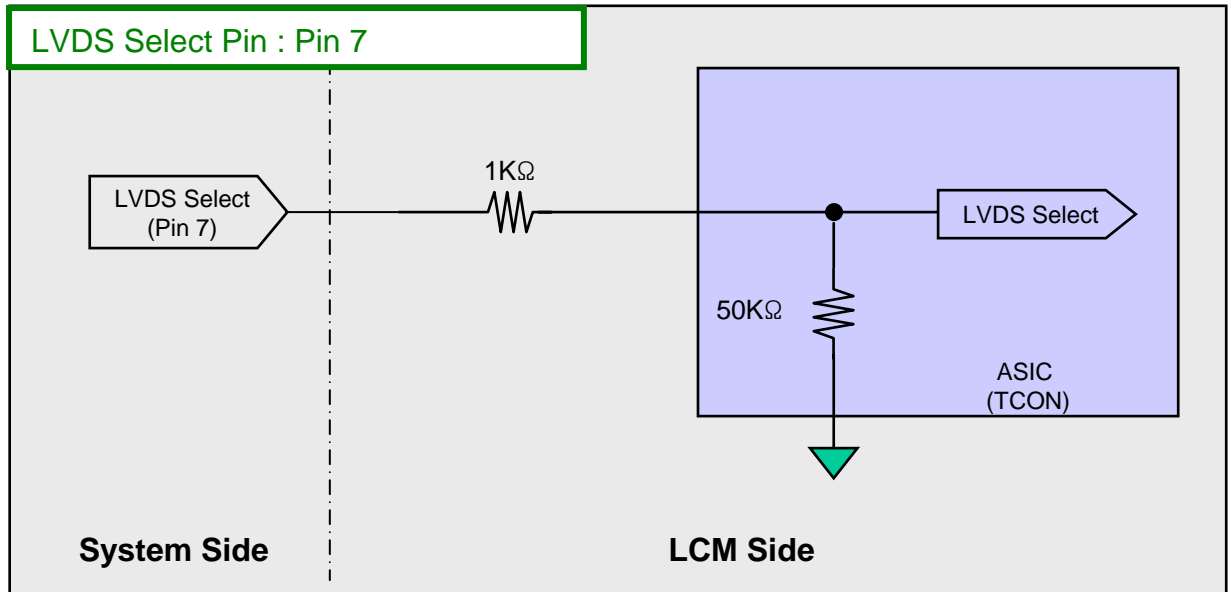 LVDS Select Pin : Pin 7
1KΩ
LVDS Select
(Pin 7)
LVDS Select
50KΩ
ASIC
(TCON)
System Side
LCM Side